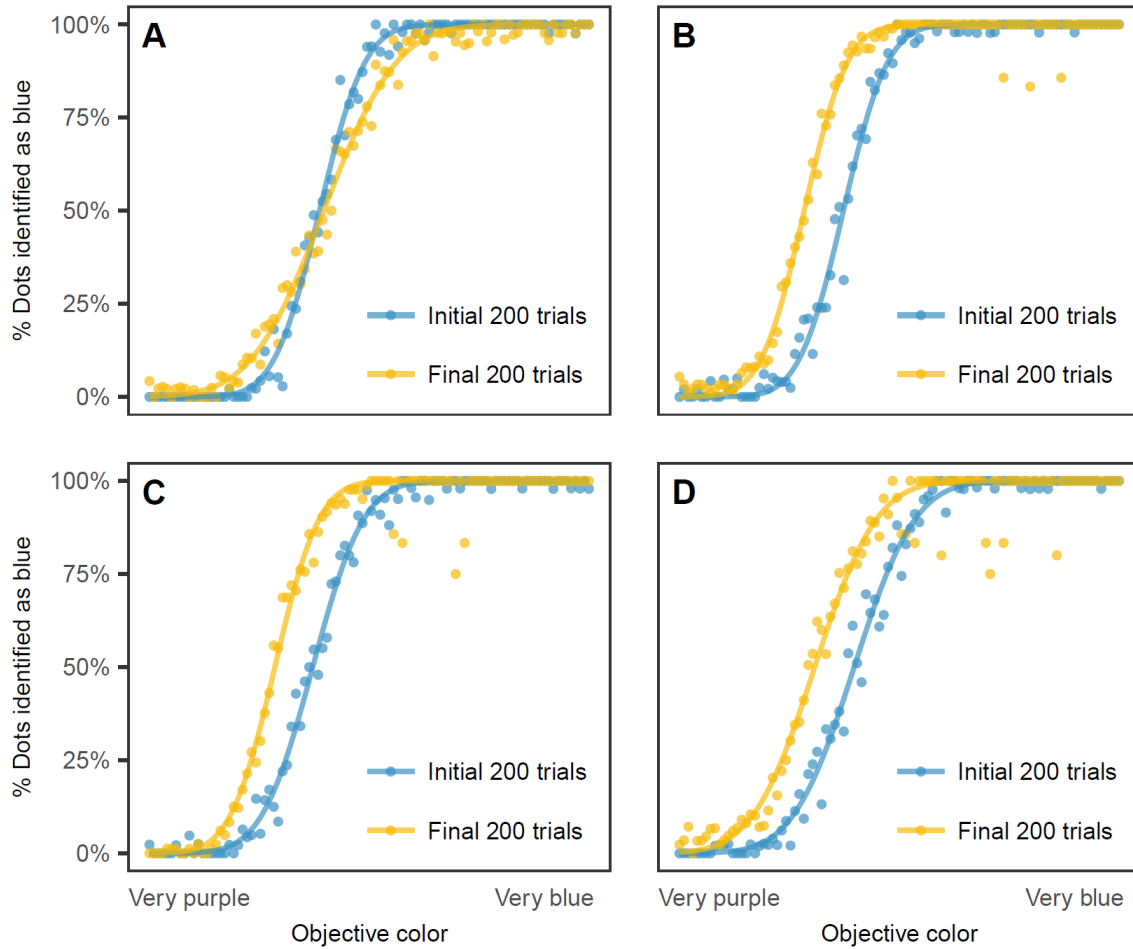 A
B
% Dots identified as blue
100%
75%
50%
25%
0%
Initial 200 trials
Final 200 trials
Initial 200 trials
Final 200 trials
C
D
% Dots identified as blue
100%
75%
50%
25%
0%
Initial 200 trials
Final 200 trials
Initial 200 trials
Final 200 trials
Very purple
Very blue
Very purple
Very blue
Objective color
Objective color